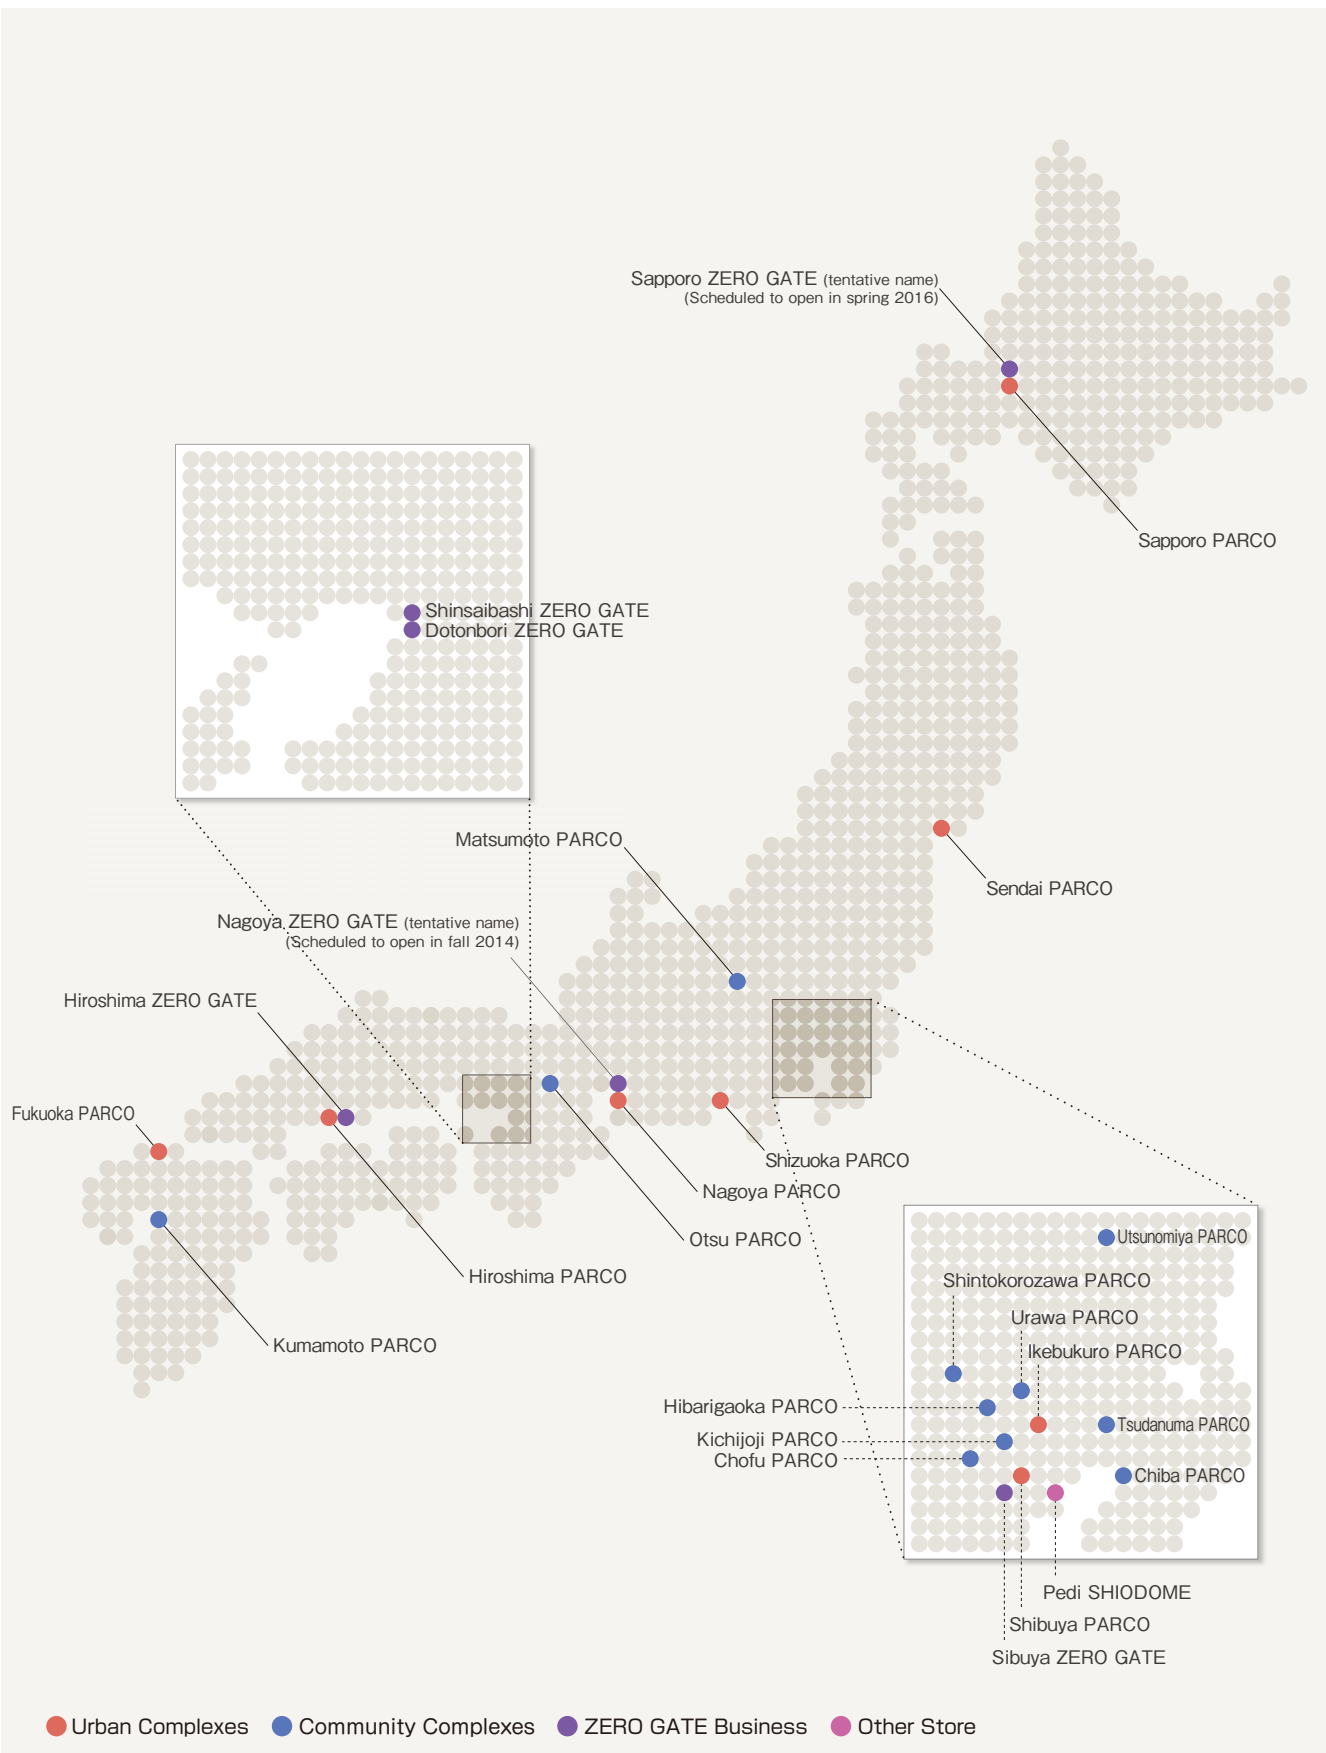 Sapporo ZERO GATE (tentative name)
(Scheduled to open in spring 2016)
Sapporo PARCO
Shinsaibashi ZERO GATE
Dotonbori ZERO GATE
Matsumoto PARCO
Sendai PARCO
Nagoya ZERO GATE (tentative name)
(Scheduled to open in fall 2014)
Hiroshima ZERO GATE
Fukuoka PARCO
Shizuoka PARCO
Nagoya PARCO
Otsu PARCO
Hiroshima PARCO
Kumamoto PARCO
Utsunomiya PARCO
Shintokorozawa PARCO
Urawa PARCO
Ikebukuro PARCO
Hibarigaoka PARCO
Tsudanuma PARCO
Kichijoji PARCO
Chofu PARCO
Chiba PARCO
Pedi SHIODOME
Shibuya PARCO
Sibuya ZERO GATE
Urban Complexes Community Complexes ZERO GATE Business Other Store